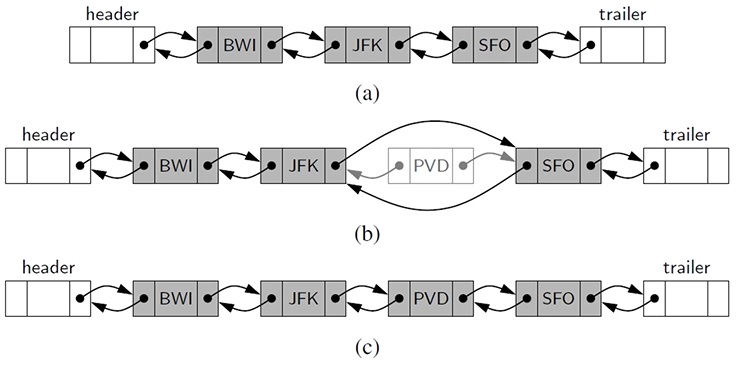 header trailer
BWI JFK SFO
(a)
header trailer
BWI JFK PVD SFO
(b)
header trailer
BWI JFK PVD SFO
(c)